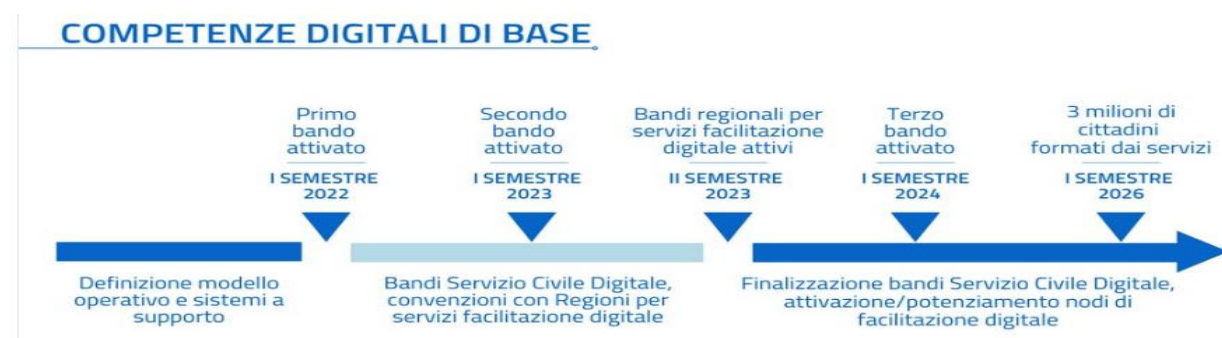 COMPETENZE DIGITALI DI BASE
Primo
bando
attivato
I SEMESTRE
2022
Secondo
bando
attivato
I SEMESTRE
2023
Bandi regionali per
servizi facilitazione
digitale attivi
II SEMESTRE
2023
Terzo
bando
attivato
I SEMESTRE
2024
3 milioni di
cittadini
formati dai servizi
I SEMESTRE
2026
Definizione modello
operativo e sistemi a
supporto
Bandi Servizio Civile Digitale,
convenzioni con Regioni per
servizi facilitazione digitale
Finalizzazione bandi Servizio Civile Digitale,
attivazione/potenziamento nodi di
facilitazione digitale